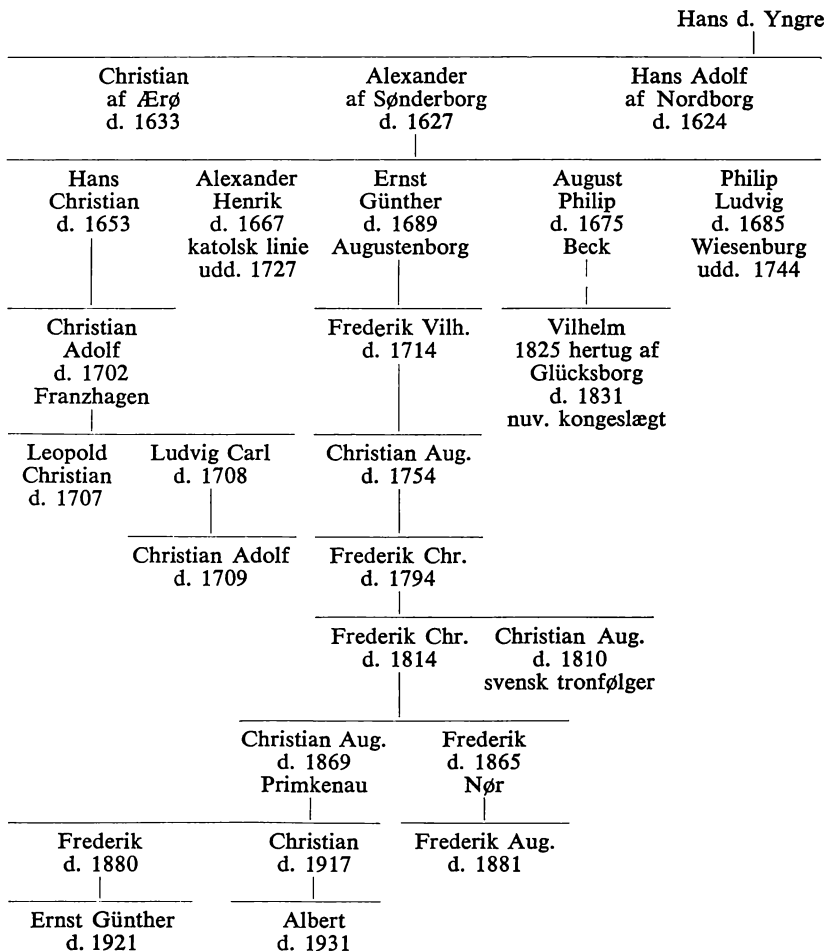 Hans d. Yngre
Christian
af Ærø
d. 1633
Alexander
af Sønderborg
d. 1627
Hans Adolf
af Nordborg
d. 1624
Hans
Christian
d. 1653
Alexander
Henrik
d. 1667
katolsk linie
udd. 1727
Ernst
Günther
d. 1689
Augustenborg
August
Philip
d. 1675
Beck
Philip
Ludvig
d. 1685
Wiesenburg
udd. 1744
Christian
Adolf
d. 1702
Franzhagen
Frederik Vilh.
d. 1714
Vilhelm
1825 hertug af
Glücksborg
d. 1831
nuv. kongeslægt
Leopold
Christian
d. 1707
Ludvig Carl
d. 1708
Christian Aug.
d. 1754
Christian Adolf
d. 1709
Frederik Chr.
d. 1794
Frederik Chr.
d. 1814
Christian Aug.
d. 1810
svensk tronfølger
Christian Aug.
d. 1869
Primkenau
Frederik
d. 1865
Nør
Frederik
d. 1880
Christian
d. 1917
Frederik Aug.
d. 1881
Ernst Günther
d. 1921
Albert
d. 1931